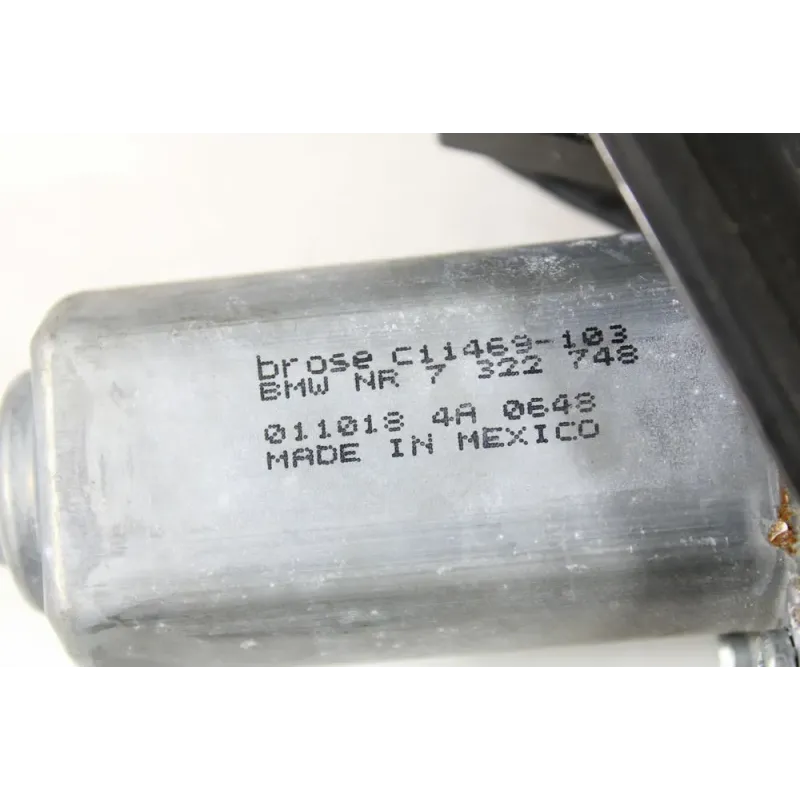 brose C11469-103
BMW NR 7 322 748
011018 4A 0648
MADE IN MEXICO